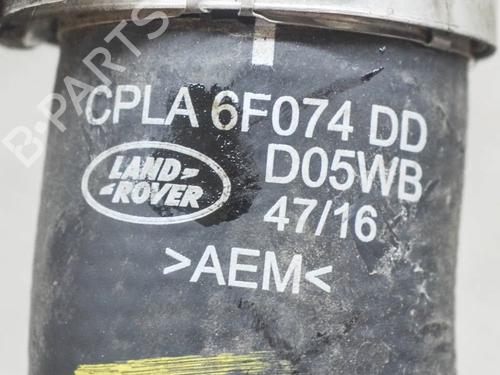 CPLA 6F074 DD
LAND-
-ROVER
D05WB
47/16
>AEM<
B-PARTS